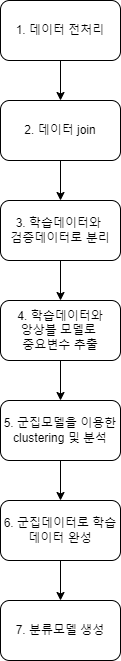 1. 데이터 전처리
2. 데이터 join
3. 학습데이터와
검증데이터로 분리
4. 학습데이터와
앙상블 모델로
중요변수 추출
5. 군집모델을 이용한
clustering 및 분석
6. 군집데이터로 학습
데이터 완성
7. 분류모델 생성